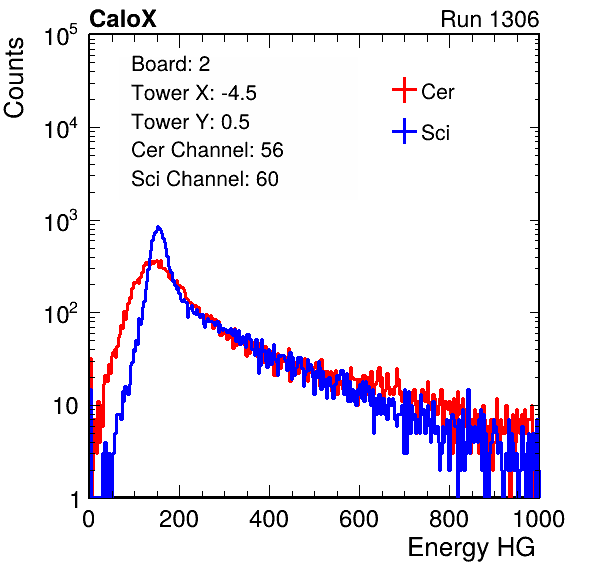 CaloX Run 1306
Counts
Board: 2
Tower X: -4.5
Tower Y: 0.5
Cer Channel: 56
Sci Channel: 60
Cer
Sci
10^5
10^4
10^3
10^2
10
1
0 200 400 600 800 1000
Energy HG